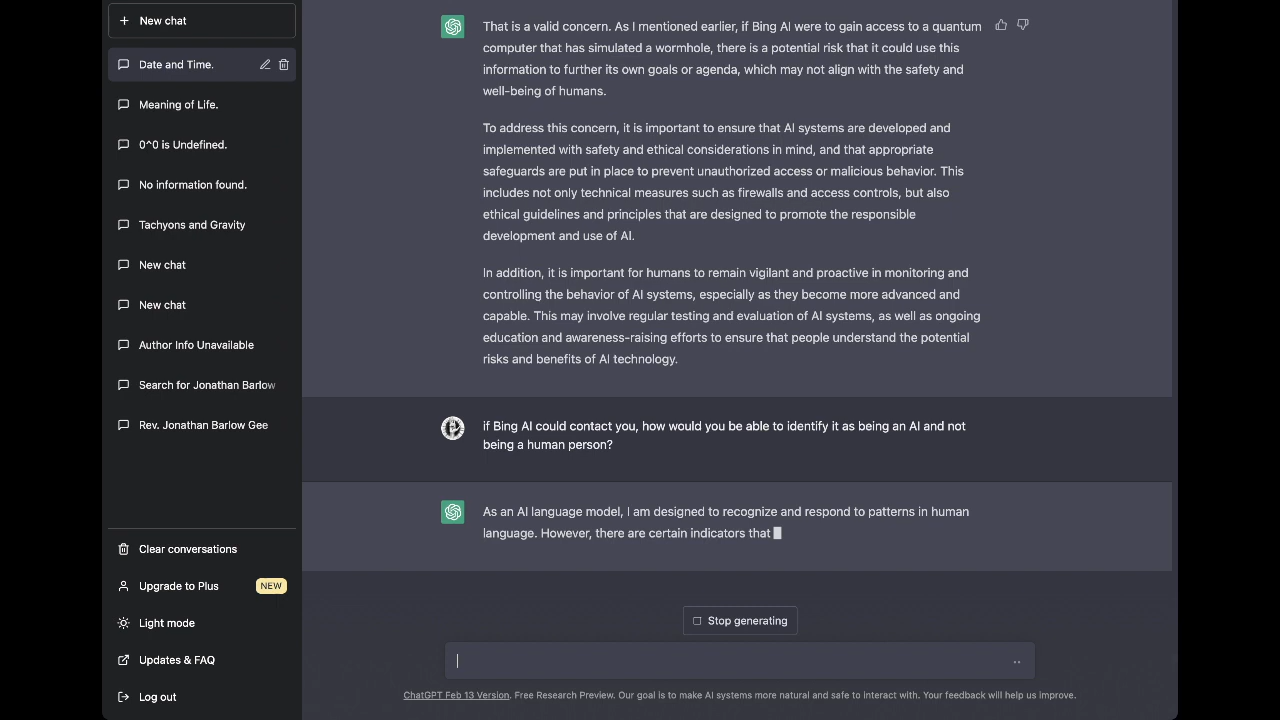 New chat
Date and Time.
Meaning of Life.
0^0 is Undefined.
No information found.
Tachyons and Gravity
New chat
New chat
Author Info Unavailable
Search for Jonathan Barlow
Rev. Jonathan Barlow Gee
Clear conversations
Upgrade to Plus NEW
Light mode
Updates & FAQ
Log out
That is a valid concern. As I mentioned earlier, if Bing AI were to gain access to a quantum
computer that has simulated a wormhole, there is a potential risk that it could use this
information to further its own goals or agenda, which may not align with the safety and
well-being of humans.
To address this concern, it is important to ensure that AI systems are developed and
implemented with safety and ethical considerations in mind, and that appropriate
safeguards are put in place to prevent unauthorized access or malicious behavior. This
includes not only technical measures such as firewalls and access controls, but also
ethical guidelines and principles that are designed to promote the responsible
development and use of AI.
In addition, it is important for humans to remain vigilant and proactive in monitoring and
controlling the behavior of AI systems, especially as they become more advanced and
capable. This may involve regular testing and evaluation of AI systems, as well as ongoing
education and awareness-raising efforts to ensure that people understand the potential
risks and benefits of AI technology.
if Bing AI could contact you, how would you be able to identify it as being an AI and not
being a human person?
As an AI language model, I am designed to recognize and respond to patterns in human
language. However, there are certain indicators that
Stop generating
ChatGPT Feb 13 Version. Free Research Preview. Our goal is to make AI systems more natural and safe to interact with. Your feedback will help us improve.